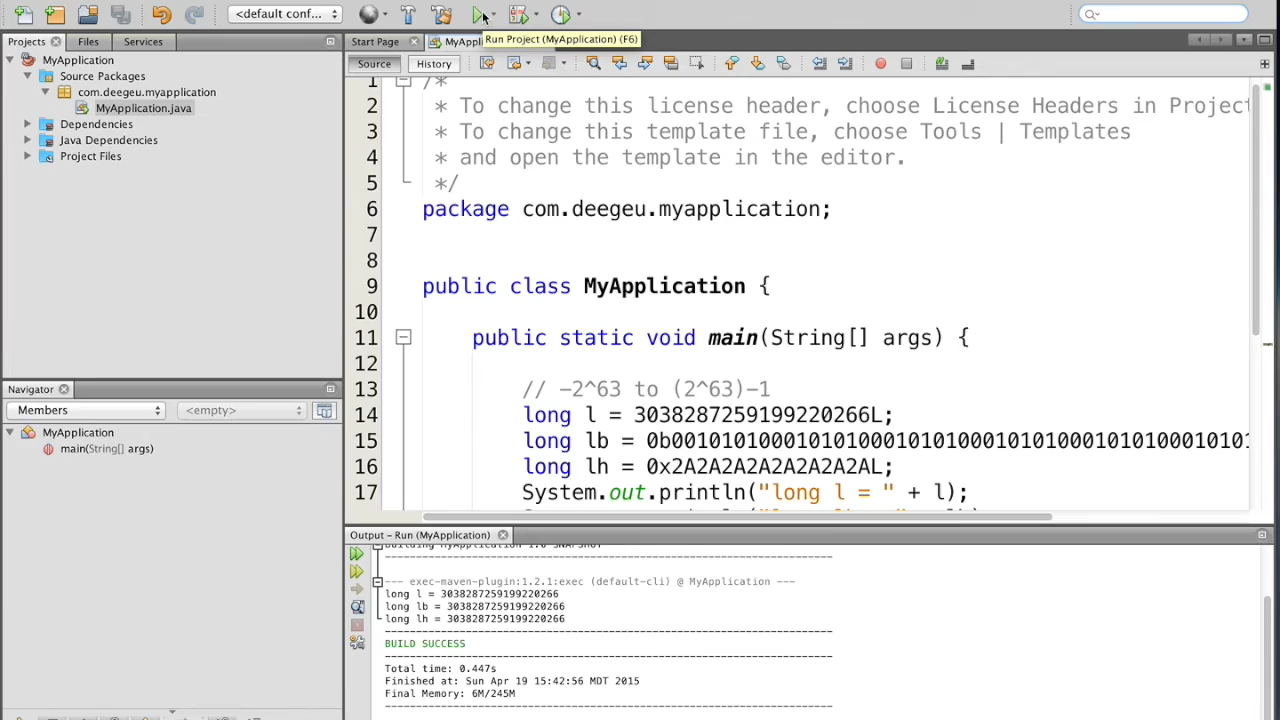 <default conf...
Run Project (MyApplication) (F6)
Projects
Files
Services
MyApplication
Source Packages
com.deegeu.myapplication
MyApplication.java
Dependencies
Java Dependencies
Project Files
Navigator
Members
<empty>
MyApplication
main(String[] args)
Start Page
MyAppl
Source
History
1 /*
2 * To change this license header, choose License Headers in Project
3 * To change this template file, choose Tools | Templates
4 * and open the template in the editor.
5 */
6 package com.deegeu.myapplication;
7
8
9 public class MyApplication {
10
11 public static void main(String[] args) {
12
13 // -2^63 to (2^63)-1
14 long l = 3038287259199220266L;
15 long lb = 0b00101010001010100010101000101010001010100010101
16 long lh = 0x2A2A2A2A2A2A2A2AL;
17 System.out.println("long l = " + l);
Output – Run (MyApplication)
Building MyApplication 1.0-SNAPSHOT
------------------------------------------------------------------------
--- exec-maven-plugin:1.2.1:exec (default-cli) @ MyApplication ---
long l = 3038287259199220266
long lb = 3038287259199220266
long lh = 3038287259199220266
------------------------------------------------------------------------
BUILD SUCCESS
------------------------------------------------------------------------
Total time: 0.447s
Finished at: Sun Apr 19 15:42:56 MDT 2015
Final Memory: 6M/245M
------------------------------------------------------------------------